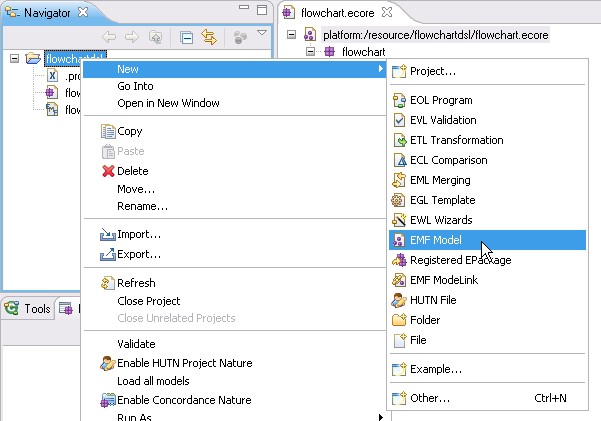 Navigator
flowchart.ecore
platform:/resource/flowchartdsl/flowchart.ecore
flowchart
flowchartdsl
.pro
flow
flow
New
Go Into
Open in New Window
Copy
Paste
Delete
Move...
Rename...
Import...
Export...
Refresh
Close Project
Close Unrelated Projects
Validate
Enable HUTN Project Nature
Load all models
Enable Concordance Nature
Run As
Project...
EOL Program
EVL Validation
ETL Transformation
ECL Comparison
EML Merging
EGL Template
EWL Wizards
EMF Model
Registered EPackage
EMF ModeLink
HUTN File
Folder
File
Example...
Other... Ctrl+N
Tools